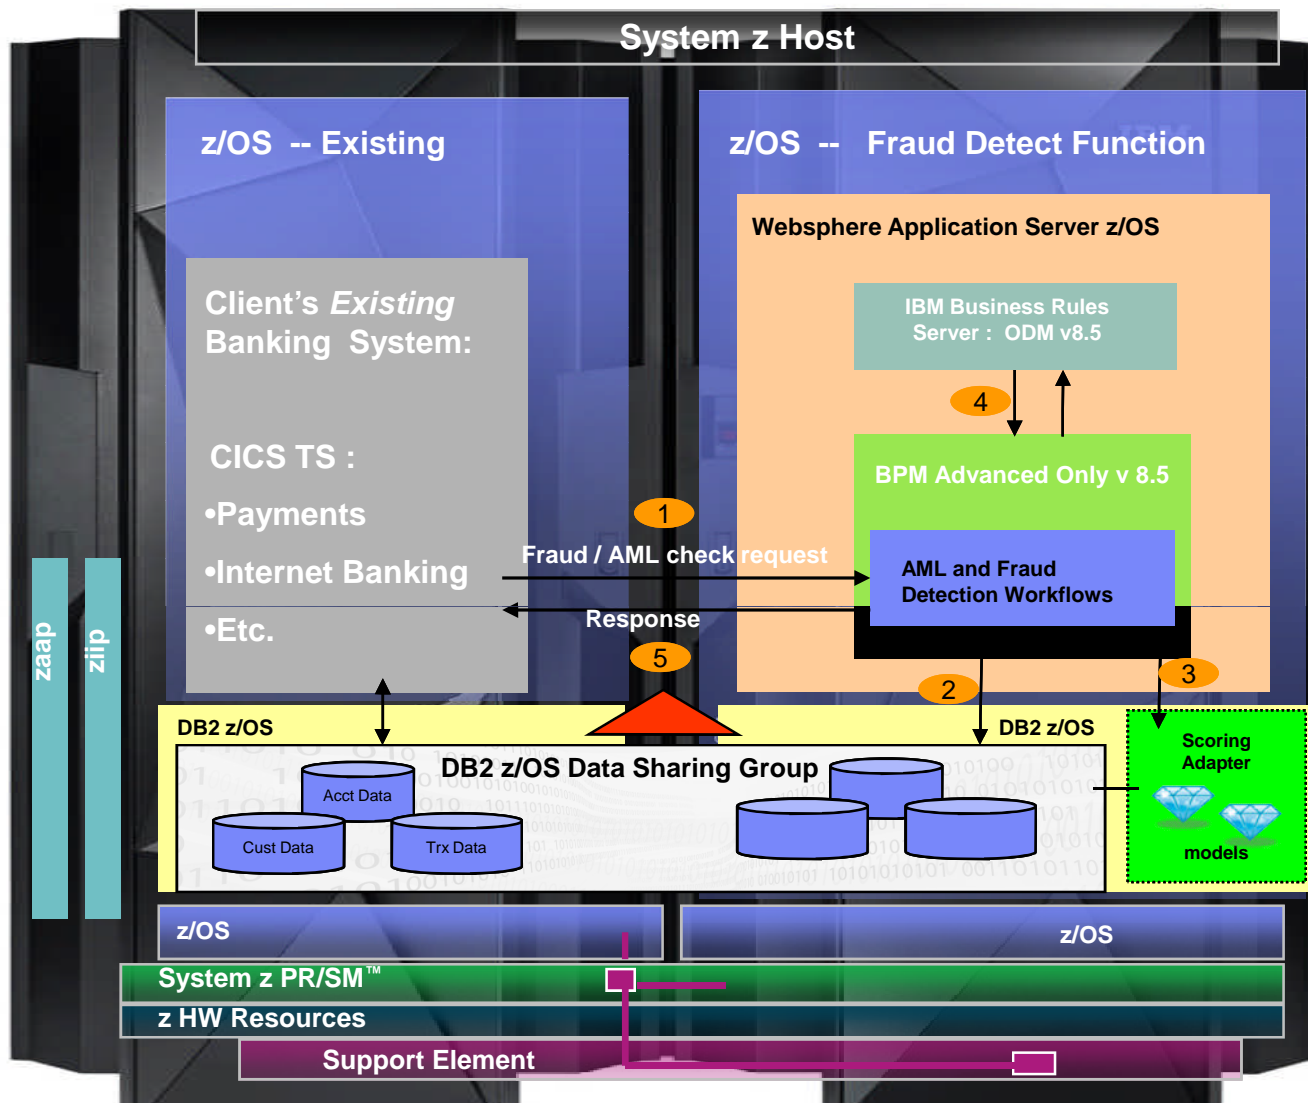 System z Host
z/OS -- Existing
z/OS -- Fraud Detect Function
Websphere Application Server z/OS
Client's Existing
Banking System:
CICS TS :
•Payments
•Internet Banking
•Etc.
IBM Business Rules
Server : ODM v8.5
4
BPM Advanced Only v 8.5
1
Fraud / AML check request
AML and Fraud
Detection Workflows
Response
5
2
3
zaap
ziip
DB2 z/OS
DB2 z/OS
DB2 z/OS Data Sharing Group
Acct Data
Cust Data
Trx Data
Scoring
Adapter
models
z/OS
z/OS
System z PR/SM™
z HW Resources
Support Element